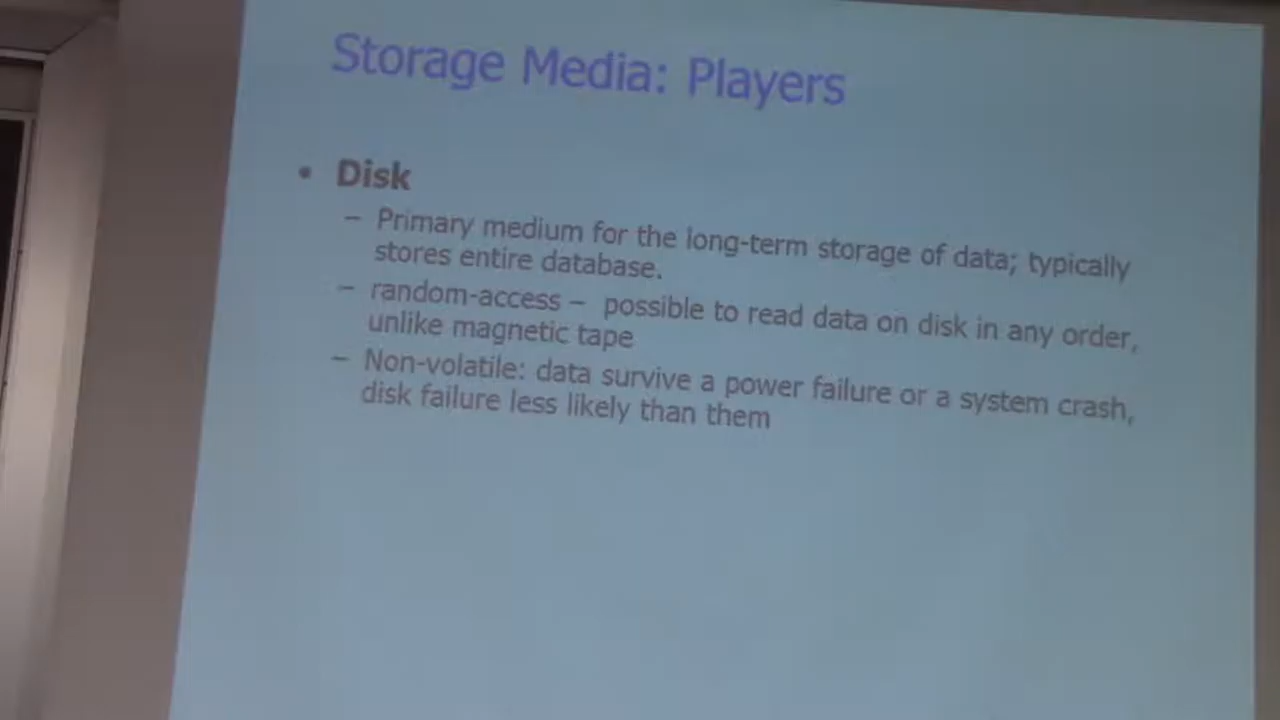 Storage Media: Players
• Disk
– Primary medium for the long-term storage of data; typically
stores entire database.
– random-access – possible to read data on disk in any order,
unlike magnetic tape
– Non-volatile: data survive a power failure or a system crash,
disk failure less likely than them